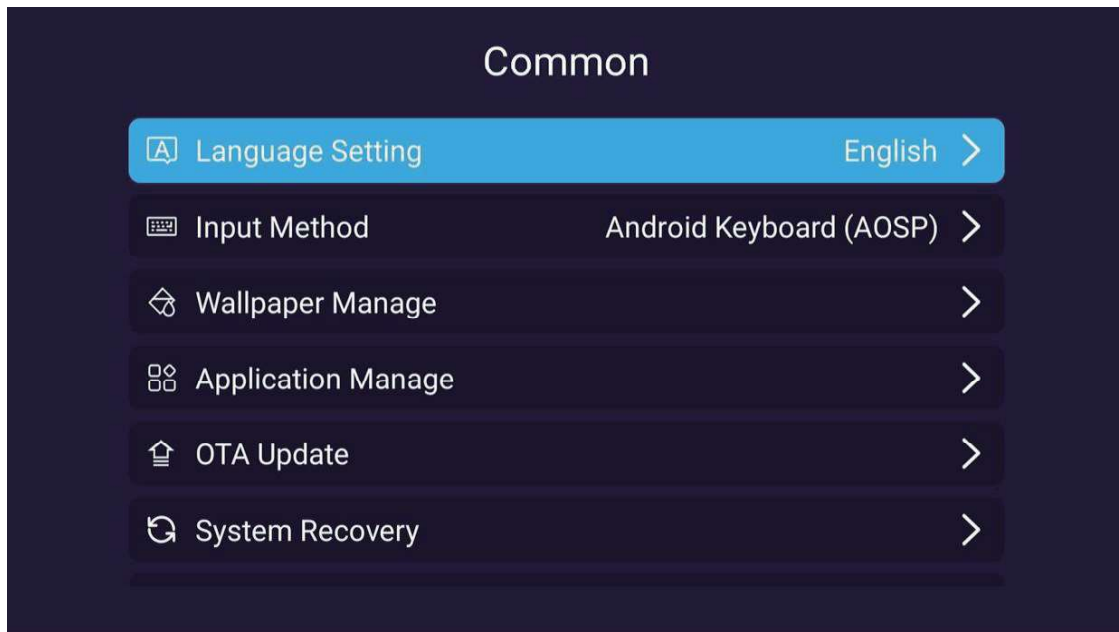 Common
Language Setting English
Input Method Android Keyboard (AOSP)
Wallpaper Manage
Application Manage
OTA Update
System Recovery